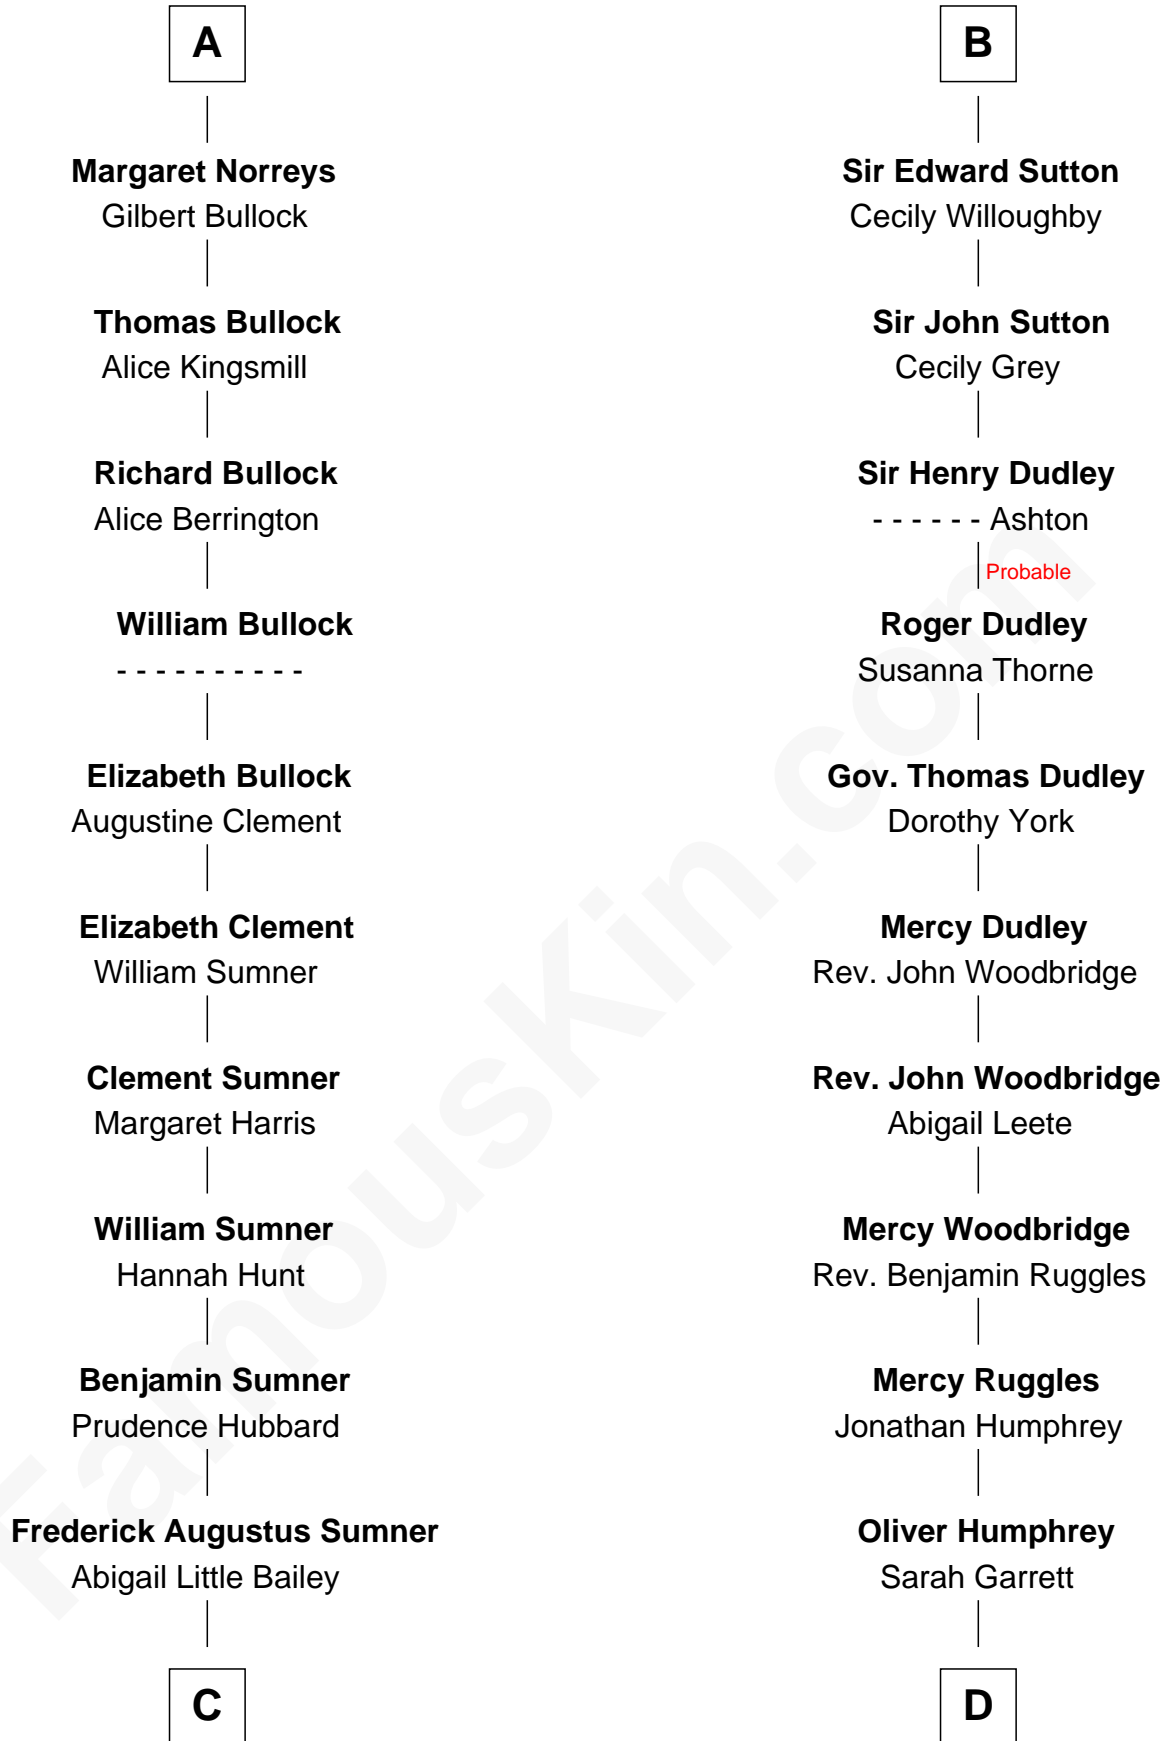 A
Margaret Norreys
Gilbert Bullock
Thomas Bullock
Alice Kingsmill
Richard Bullock
Alice Berrington
William Bullock
- - - - - - - - - -
Elizabeth Bullock
Augustine Clement
Elizabeth Clement
William Sumner
Clement Sumner
Margaret Harris
William Sumner
Hannah Hunt
Benjamin Sumner
Prudence Hubbard
Frederick Augustus Sumner
Abigail Little Bailey
C
B
Sir Edward Sutton
Cecily Willoughby
Sir John Sutton
Cecily Grey
Sir Henry Dudley
- - - - - - Ashton
Probable
Roger Dudley
Susanna Thorne
Gov. Thomas Dudley
Dorothy York
Mercy Dudley
Rev. John Woodbridge
Rev. John Woodbridge
Abigail Leete
Mercy Woodbridge
Rev. Benjamin Ruggles
Mercy Ruggles
Jonathan Humphrey
Oliver Humphrey
Sarah Garrett
D
FamousKin.com